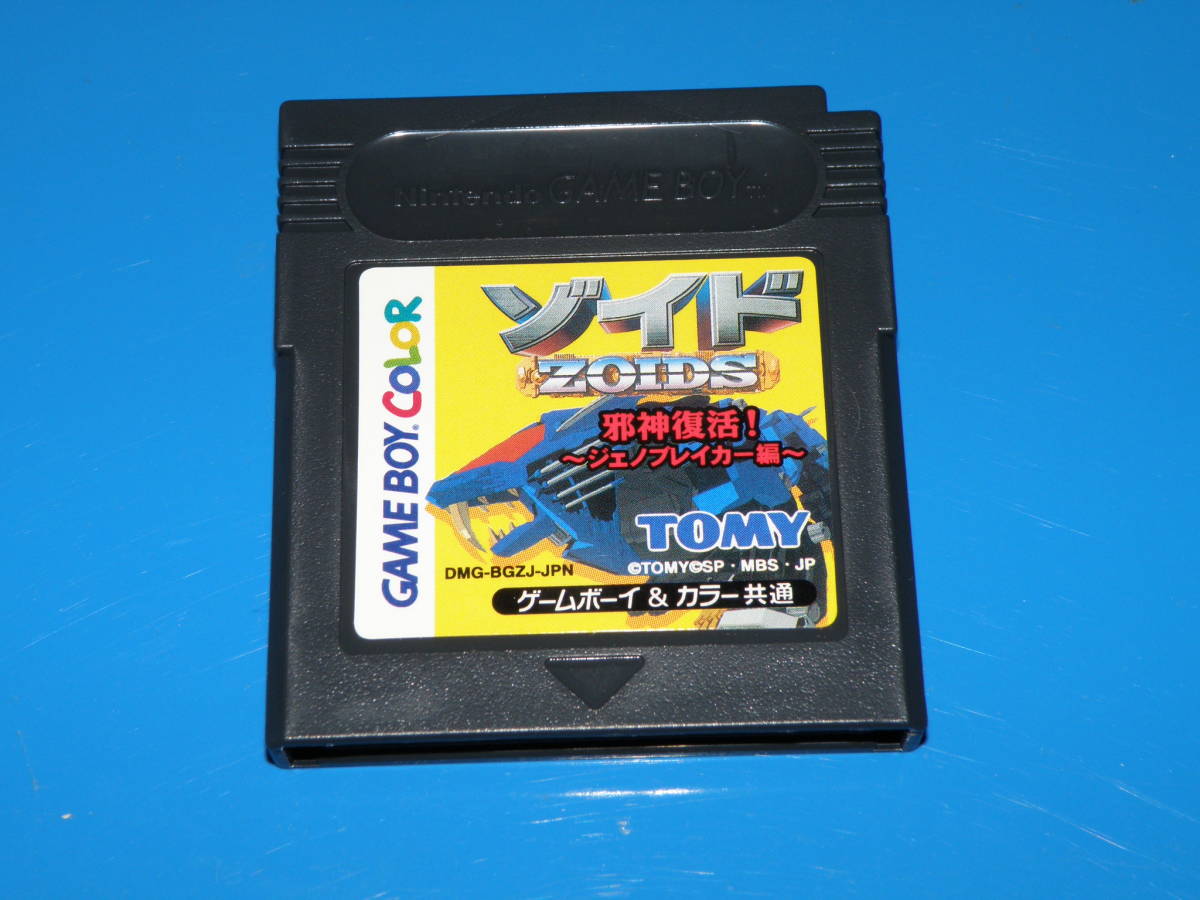 Nintendo GAME BOY TM
GAME BOY COLOR
ゾイド
ZOIDS
邪神復活!
～ジェノブレイカー編～
TOMY
DMG-BGZJ-JPN
©TOMY©SP・MBS・JP
ゲームボーイ & カラー共通